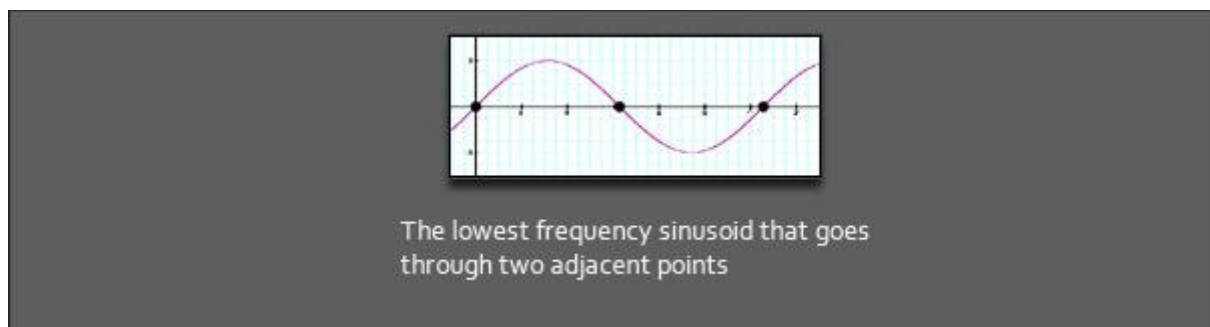 The lowest frequency sinusoid that goes
through two adjacent points